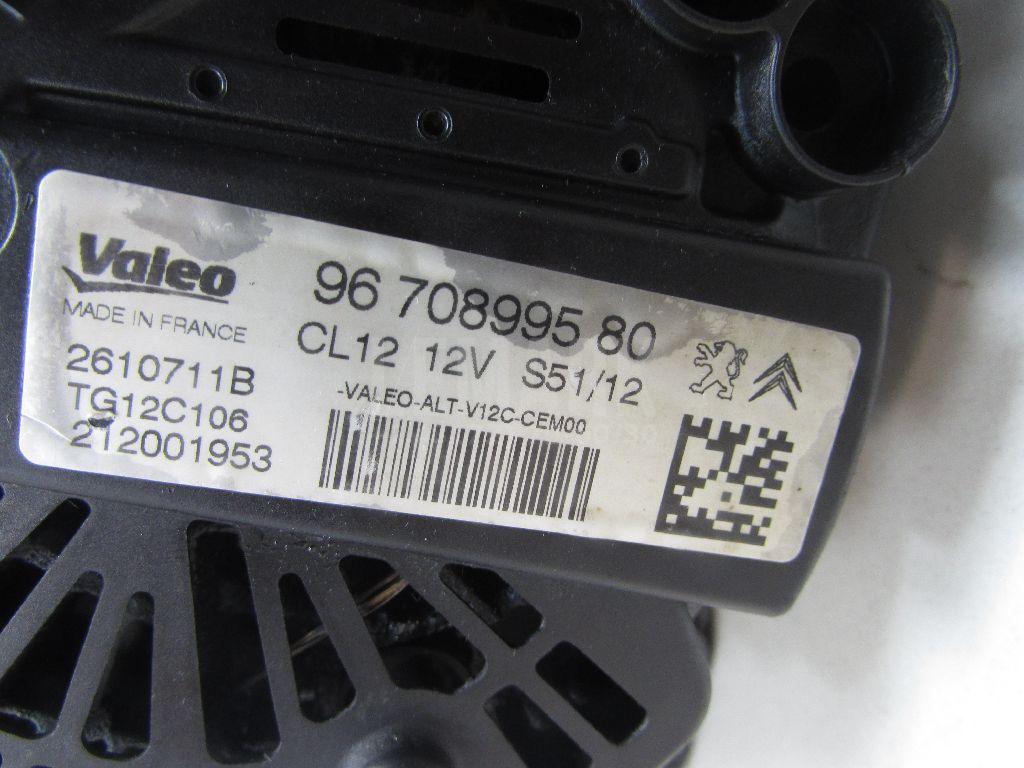 Valeo
MADE IN FRANCE
2610711B
TG12C106
212001953
96 708995 80
CL12 12V S51/12
-VALEO-ALT-V12C-CEM00